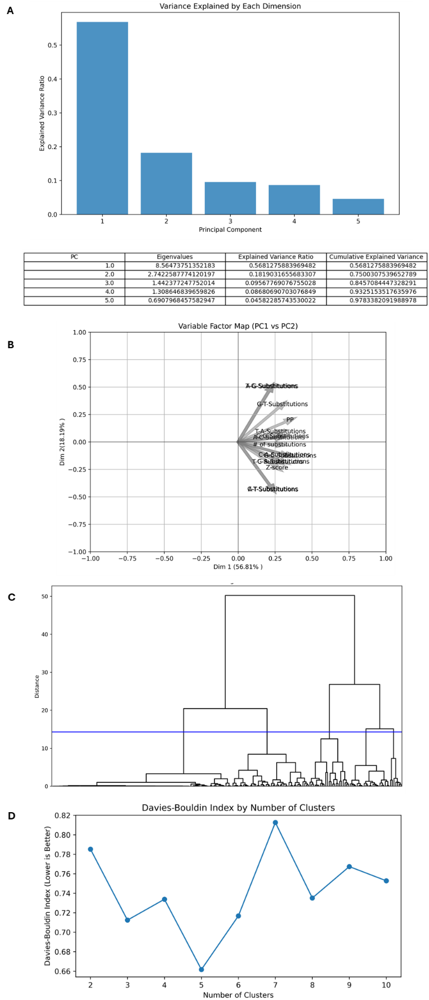 A
Variance Explained by Each Dimension
Explained Variance Ratio
0.5
0.4
0.3
0.2
0.1
0.0
1 2 3 4 5
Principal Component
PC Eigenvalues Explained Variance Ratio Cumulative Explained Variance
1.0 8.56473751352183 0.5681275883969482 0.5681275883969482
2.0 2.7422587774120197 0.1819031655683307 0.7500307539652789
3.0 1.442377247752014 0.09567769076755028 0.8457084447328291
4.0 1.308646839659826 0.08680690703076849 0.9325153517635976
5.0 0.6907968457582947 0.04582285743530022 0.9783382091988978
B
Variable Factor Map (PC1 vs PC2)
Dim 2(18.19% )
1.00
0.75
0.50
0.25
0.00
−0.25
−0.50
−0.75
−1.00
A-G-Substitutions
G-T-Substitutions
PP
T-A-Substitutions
A-C-Substitutions
# of substitutions
C-A-Substitutions
T-G-Substitutions
Z-score
−1.00 −0.75 −0.50 −0.25 0.00 0.25 0.50 0.75 1.00
Dim 1 (56.81% )
C
Distance
50
40
30
20
10
0
D
Davies-Bouldin Index by Number of Clusters
Davies-Bouldin Index (Lower is Better)
0.82
0.80
0.78
0.76
0.74
0.72
0.70
0.68
0.66
2 3 4 5 6 7 8 9 10
Number of Clusters